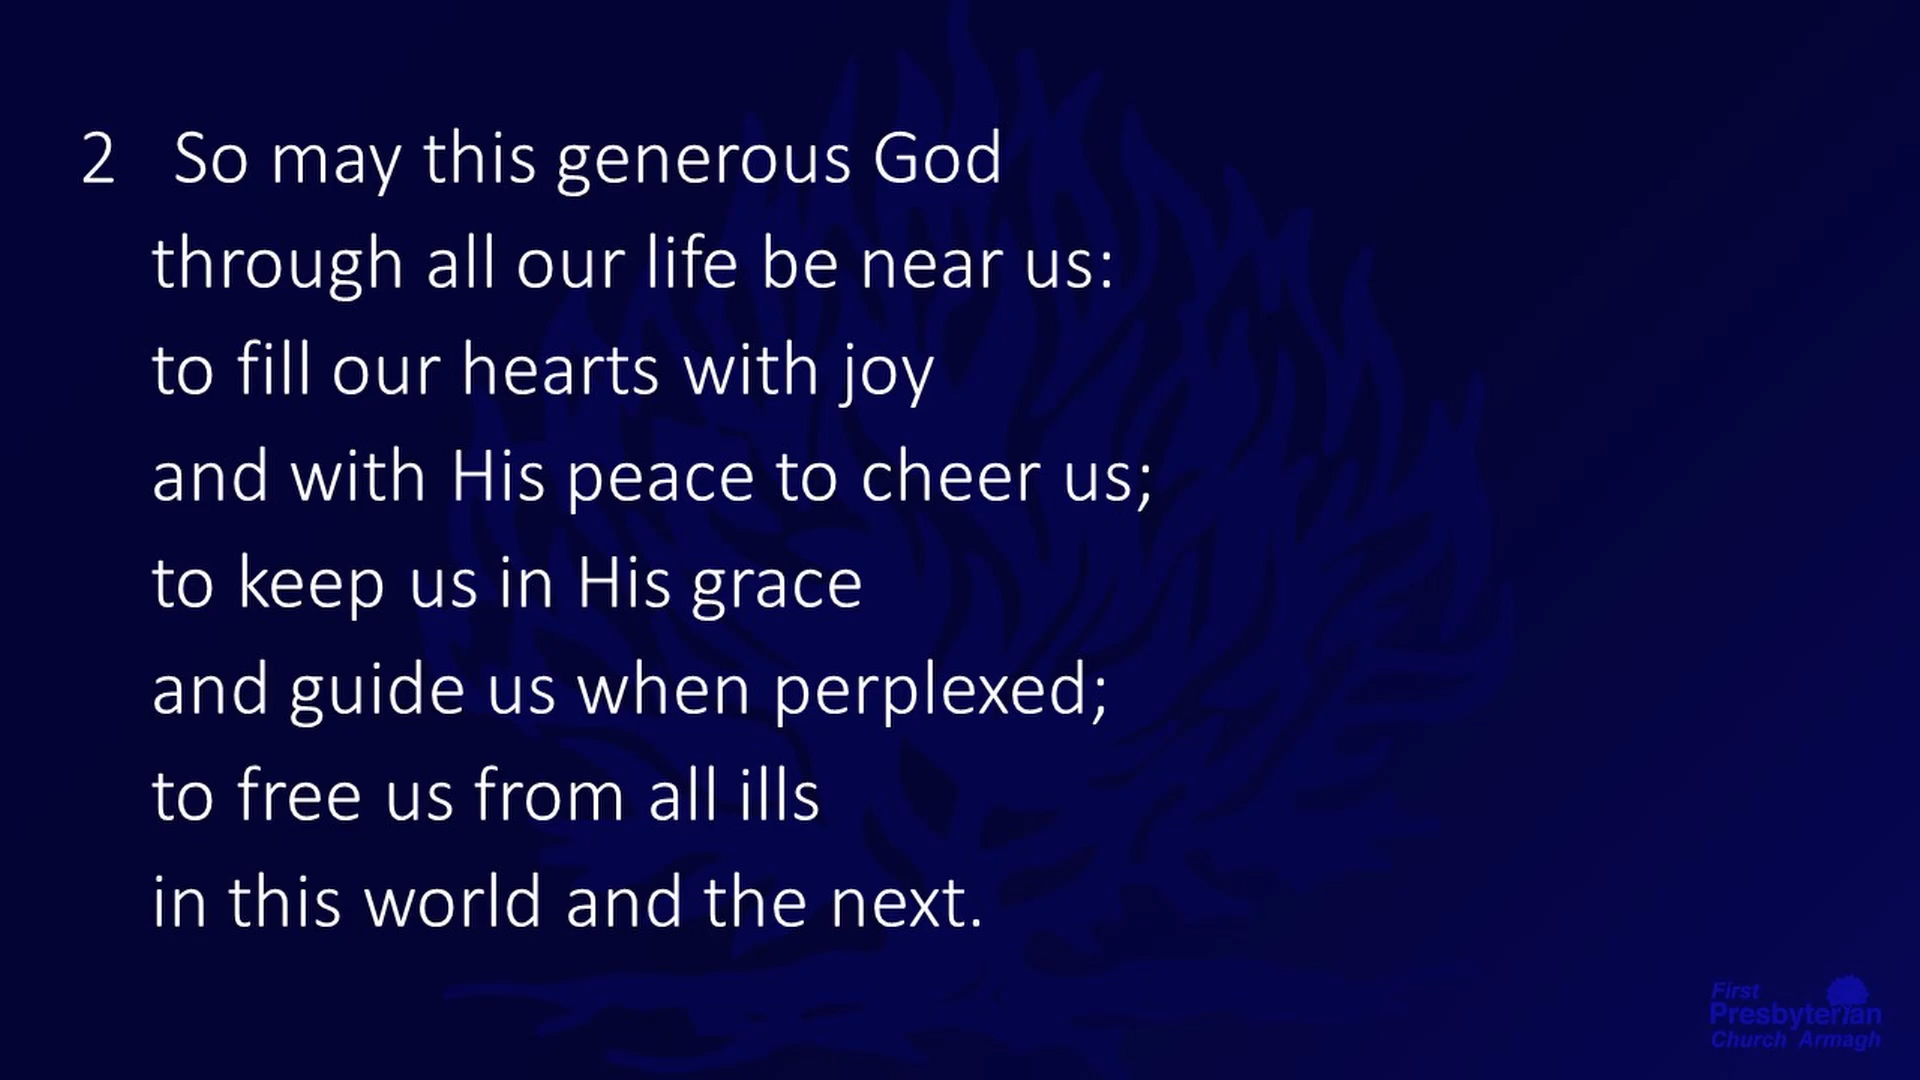 2 So may this generous God
through all our life be near us:
to fill our hearts with joy
and with His peace to cheer us;
to keep us in His grace
and guide us when perplexed;
to free us from all ills
in this world and the next.
First
Presbyterian
Church Armagh